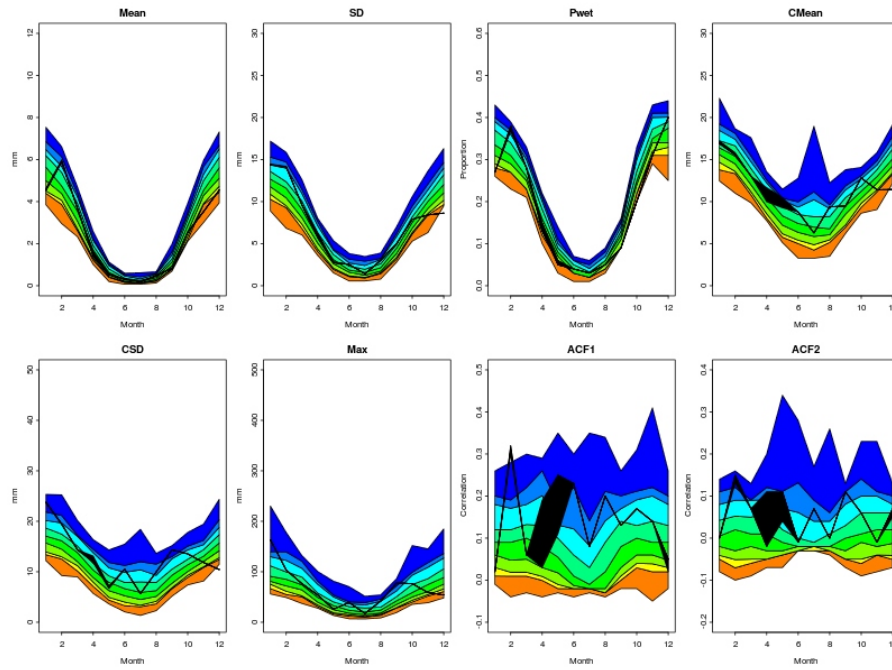 Mean SD Pwet CMean
mm
0 2 4 6 8 10 12
2 4 6 8 10 12
Month
mm
0 5 10 15 20 25 30
2 4 6 8 10 12
Month
Proportion
0.0 0.1 0.2 0.3 0.4 0.5 0.6
2 4 6 8 10 12
Month
mm
0 5 10 15 20 25 30
2 4 6 8 10 12
Month
CSD Max ACF1 ACF2
mm
0 10 20 30 40 50
2 4 6 8 10 12
Month
mm
0 100 200 300 400 500
2 4 6 8 10 12
Month
Correlation
-0.1 0.0 0.1 0.2 0.3 0.4 0.5
2 4 6 8 10 12
Month
Correlation
-0.2 -0.1 0.0 0.1 0.2 0.3 0.4
2 4 6 8 10 12
Month